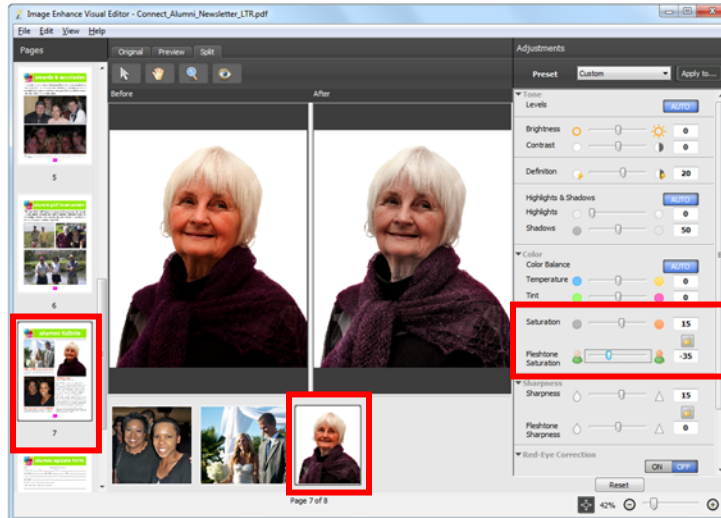 Image Enhance Visual Editor - Connect_Alumni_Newsletter_LTR.pdf
File Edit View Help
Pages
Original Preview Split
Adjustments
Preset Custom Apply to...
Before After
Tone
Levels AUTO
Brightness 0
Contrast 0
Definition 20
Highlights & Shadows AUTO
Highlights 0
Shadows 50
Color
Color Balance AUTO
Temperature 0
Tint 0
Saturation 15
Fleshtone
Saturation -35
Sharpness
Sharpness 15
Fleshtone
Sharpness 0
Red-Eye Correction
ON OFF
Reset
5
6
alumni tidbits
7
Page 7 of 8
42%